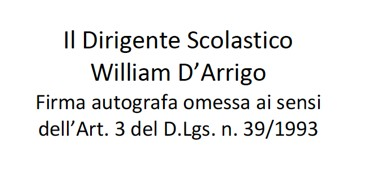 Il Dirigente Scolastico
William D’Arrigo
Firma autografa omessa ai sensi
dell’Art. 3 del D.Lgs. n. 39/1993